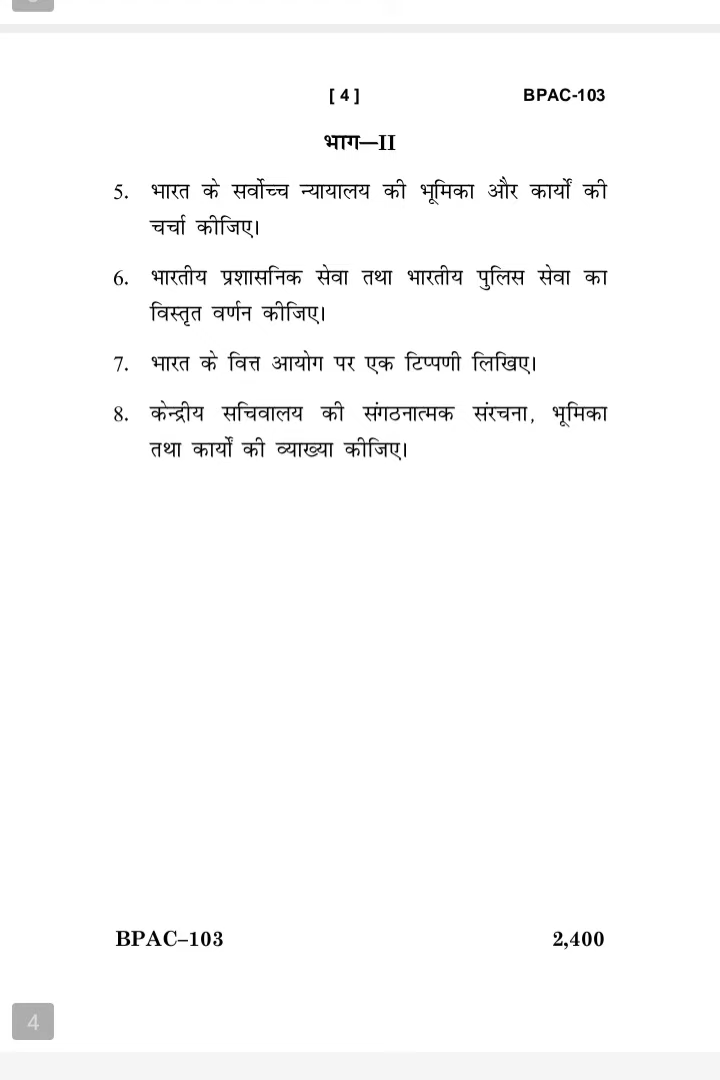 [ 4 ] BPAC-103
भाग—II
5. भारत के सर्वोच्च न्यायालय की भूमिका और कार्यों की
चर्चा कीजिए।
6. भारतीय प्रशासनिक सेवा तथा भारतीय पुलिस सेवा का
विस्तृत वर्णन कीजिए।
7. भारत के वित्त आयोग पर एक टिप्पणी लिखिए।
8. केन्द्रीय सचिवालय की संगठनात्मक संरचना, भूमिका
तथा कार्यों की व्याख्या कीजिए।
BPAC–103 2,400
4